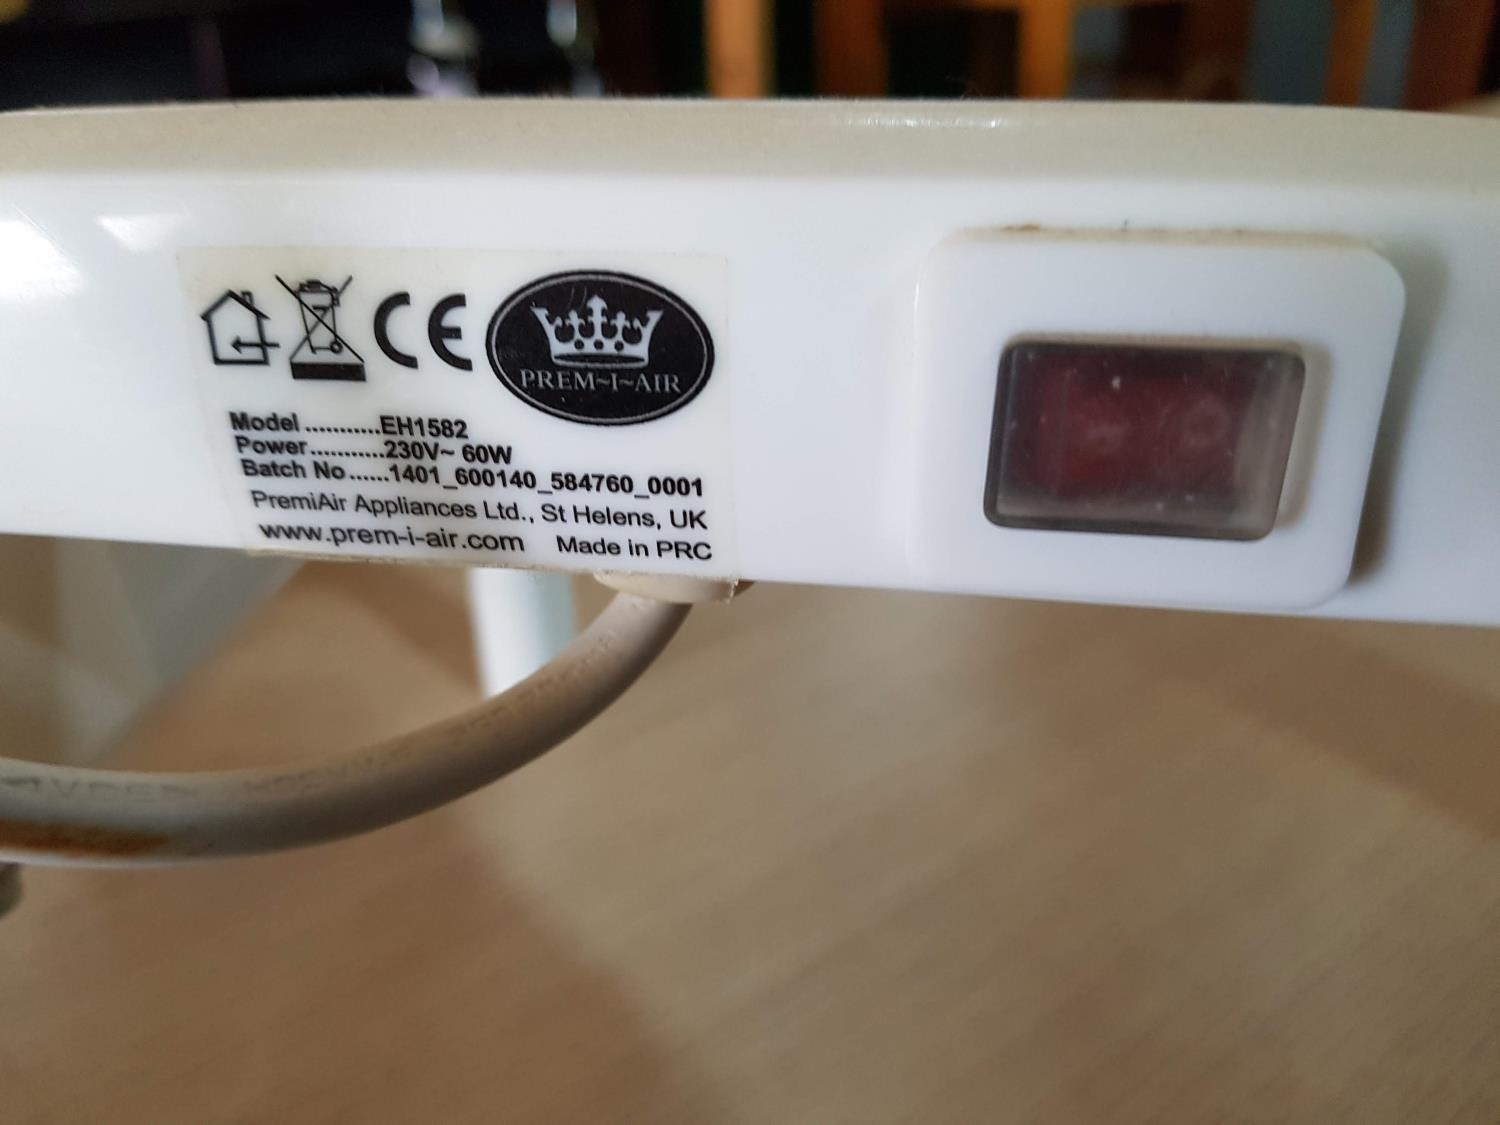 CE
PREM~I~AIR
Model ...........EH1582
Power...........230V~ 60W
Batch No......1401_600140_584760_0001
PremiAir Appliances Ltd., St Helens, UK
www.prem-i-air.com Made in PRC